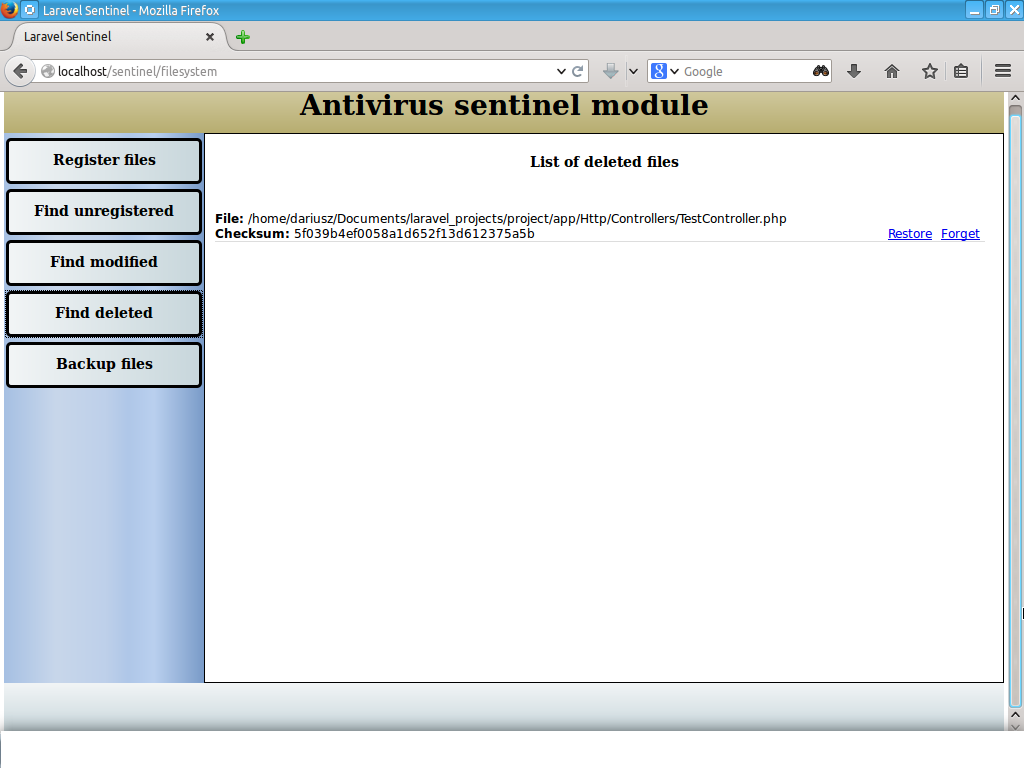 Laravel Sentinel - Mozilla Firefox
Laravel Sentinel
localhost/sentinel/filesystem
Google
Antivirus sentinel module
Register files
Find unregistered
Find modified
Find deleted
Backup files
List of deleted files
File: /home/dariusz/Documents/laravel_projects/project/app/Http/Controllers/TestController.php
Checksum: 5f039b4ef0058a1d652f13d612375a5b
Restore Forget